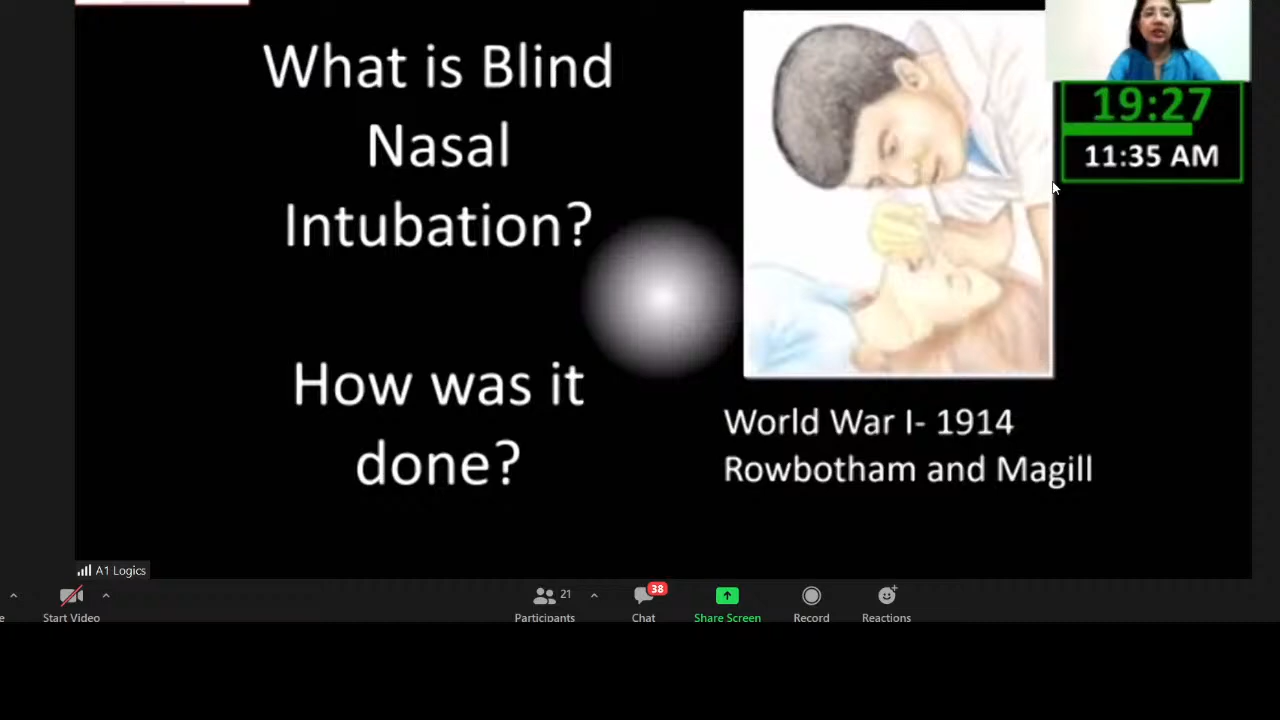 What is Blind
Nasal
Intubation?
How was it
done?
World War I- 1914
Rowbotham and Magill
19:27
11:35 AM
A1 Logics
Start Video
21
Participants
38
Chat
Share Screen
Record
Reactions